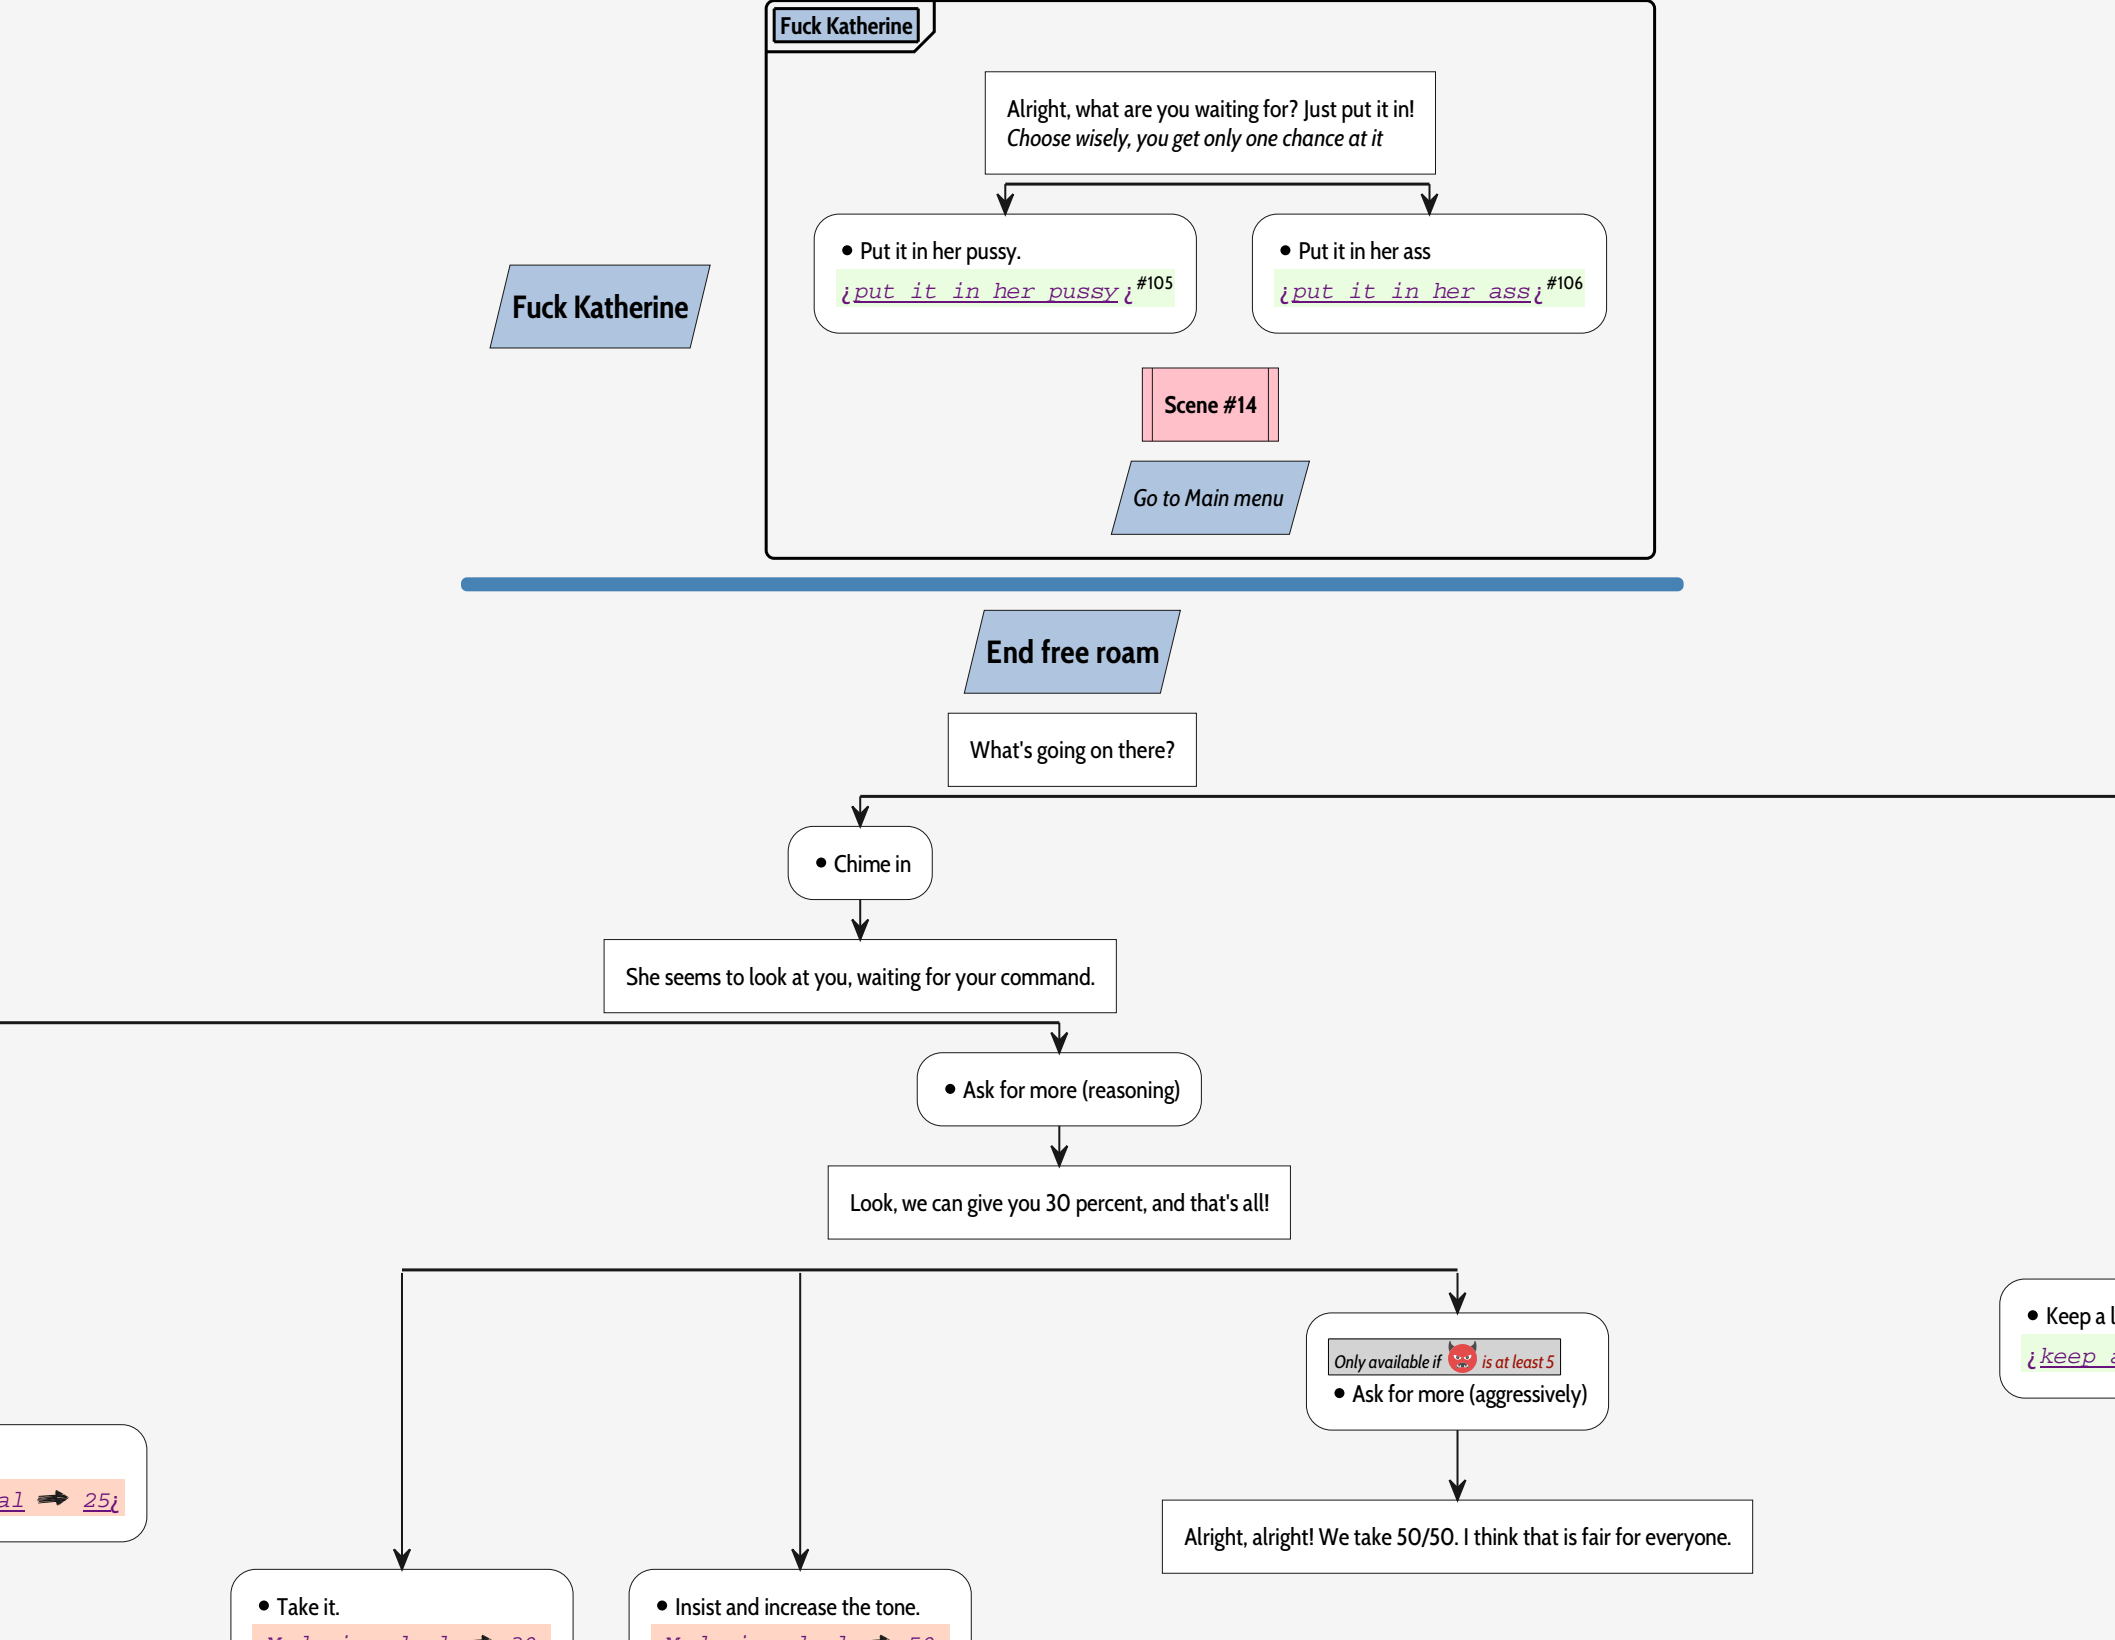 Fuck Katherine
Alright, what are you waiting for? Just put it in!
Choose wisely, you get only one chance at it
• Put it in her pussy.
¿put it in her pussy¿#105
• Put it in her ass
¿put it in her ass¿#106
Fuck Katherine
Scene #14
Go to Main menu
End free roam
What's going on there?
• Chime in
She seems to look at you, waiting for your command.
• Ask for more (reasoning)
Look, we can give you 30 percent, and that's all!
Only available if 👿 is at least 5
• Ask for more (aggressively)
• Keep a
¿keep
25¿
Alright, alright! We take 50/50. I think that is fair for everyone.
• Take it.
• Insist and increase the tone.